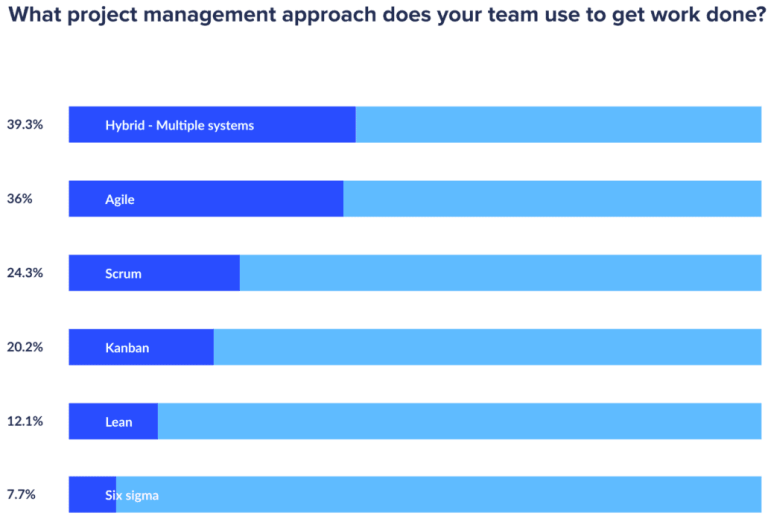 What project management approach does your team use to get work done?
39.3% Hybrid - Multiple systems
36% Agile
24.3% Scrum
20.2% Kanban
12.1% Lean
7.7% Six sigma